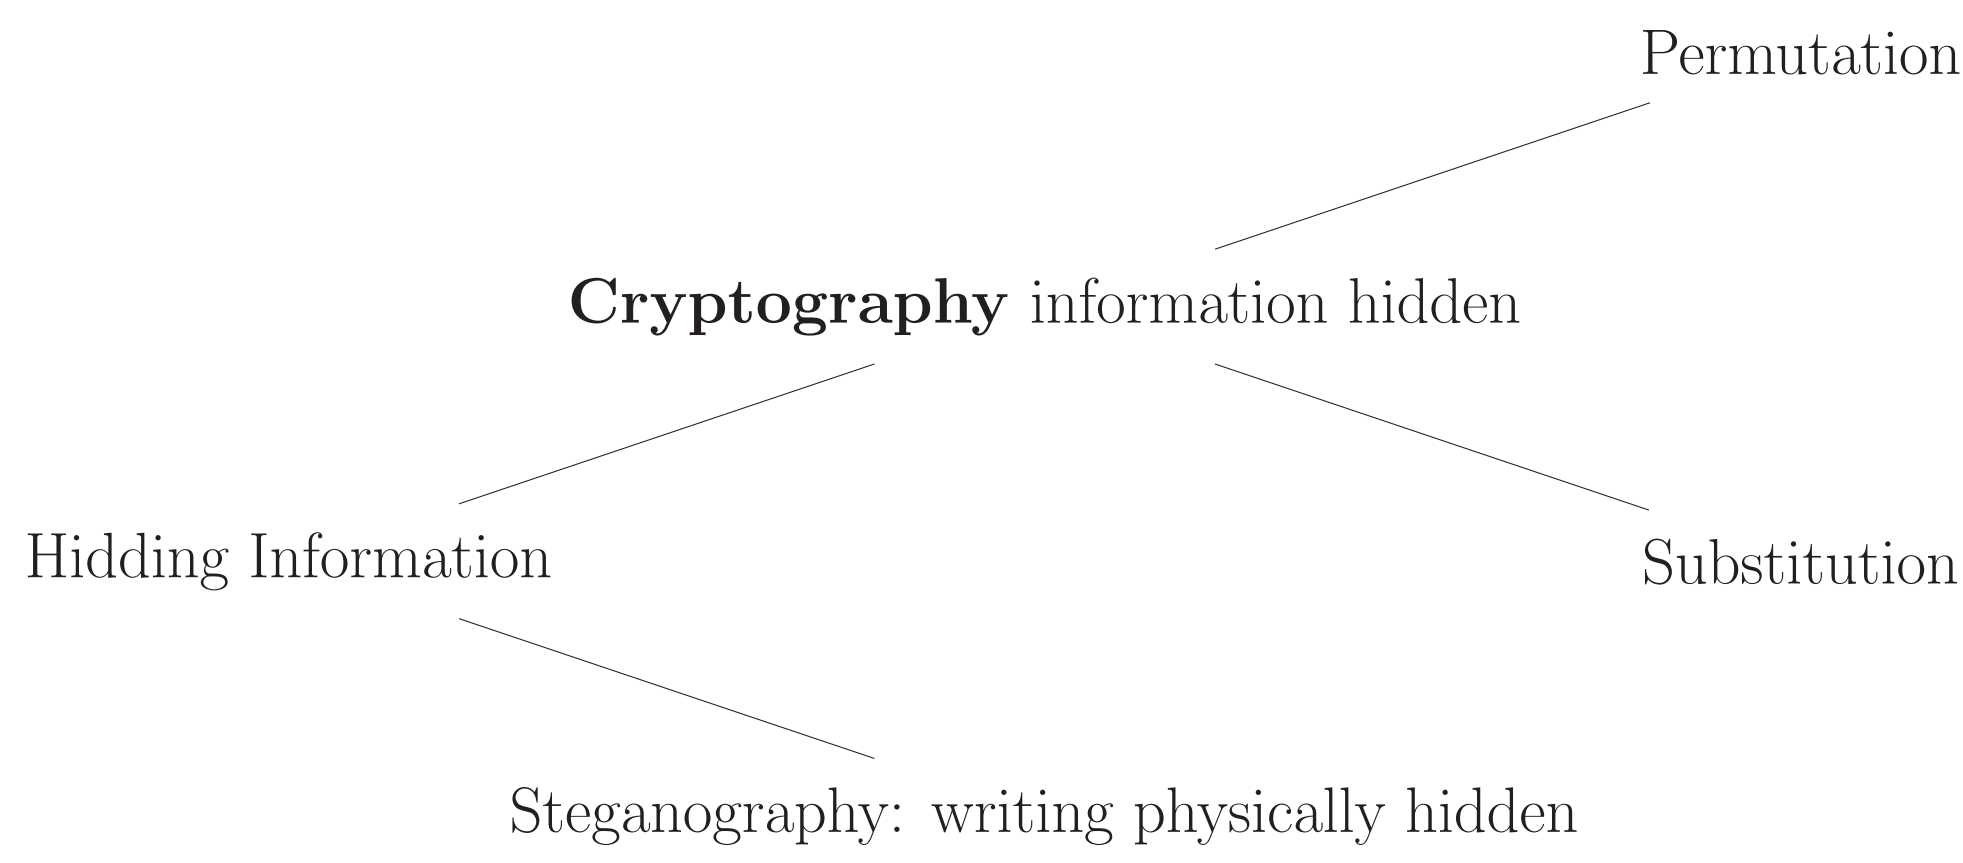 Permutation
Cryptography information hidden
Hidding Information
Substitution
Steganography: writing physically hidden